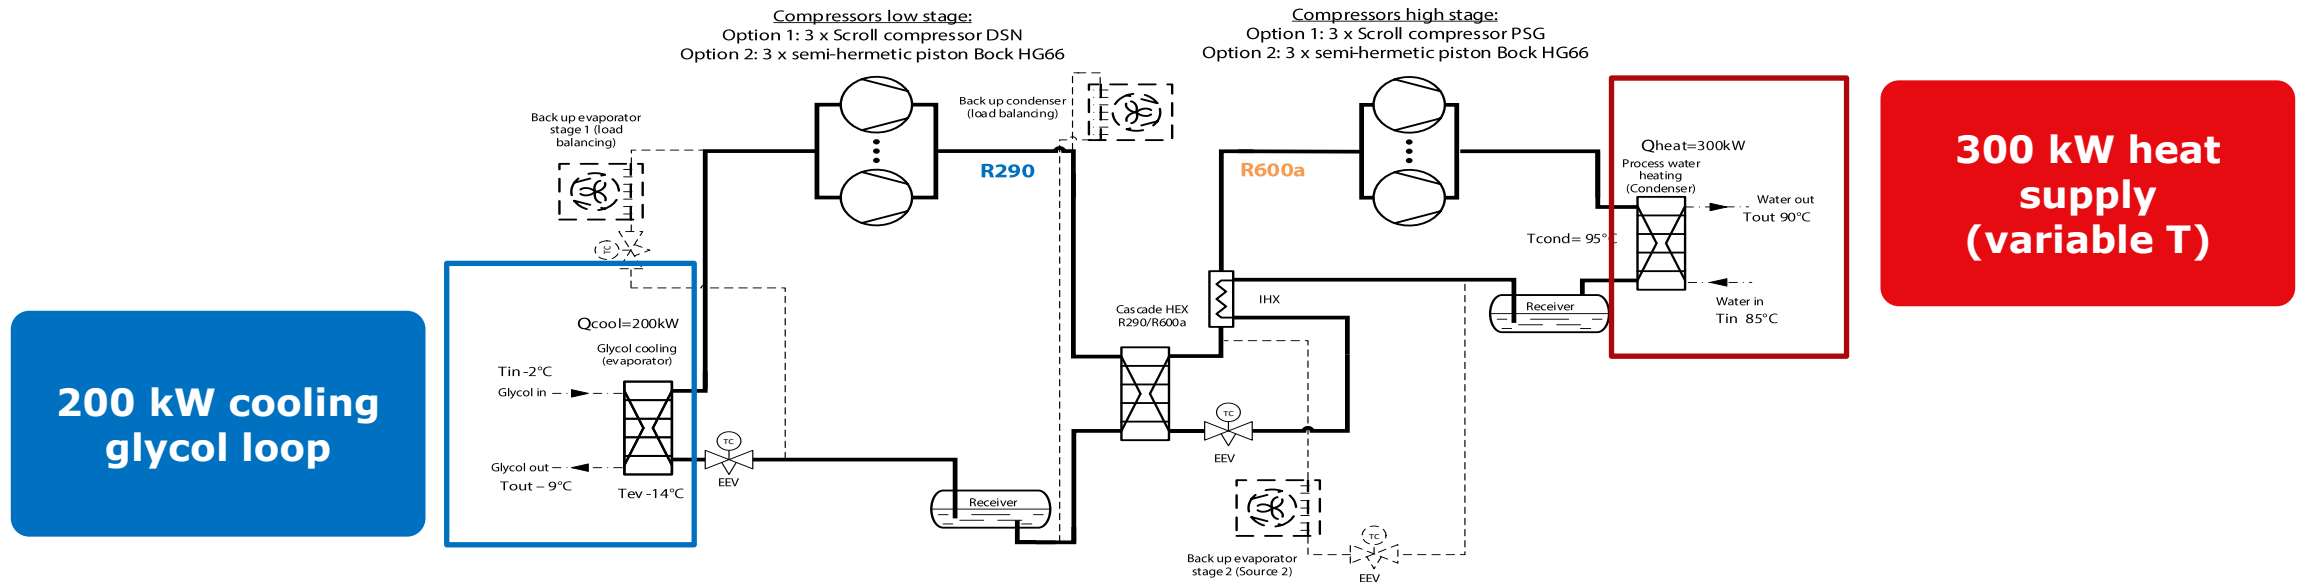 Compressors low stage:
Option 1: 3 x Scroll compressor DSN
Option 2: 3 x semi-hermetic piston Bock HG66
Compressors high stage:
Option 1: 3 x Scroll compressor PSG
Option 2: 3 x semi-hermetic piston Bock HG66
Back up evaporator
stage 1 (load
balancing)
Back up condenser
(load balancing)
R290
R600a
Qheat=300kW
Process water
heating
(Condenser)
Water out
Tout 90°C
Tcond= 95°C
Water in
Tin 85°C
Receiver
300 kW heat
supply
(variable T)
TC
IHX
Cascade HEX
R290/R600a
TC
EEV
Qcool=200kW
Glycol cooling
(evaporator)
Tin -2°C
Glycol in
Glycol out
Tout – 9°C
Tev -14°C
TC
EEV
Receiver
200 kW cooling
glycol loop
Back up evaporator
stage 2 (Source 2)
TC
EEV